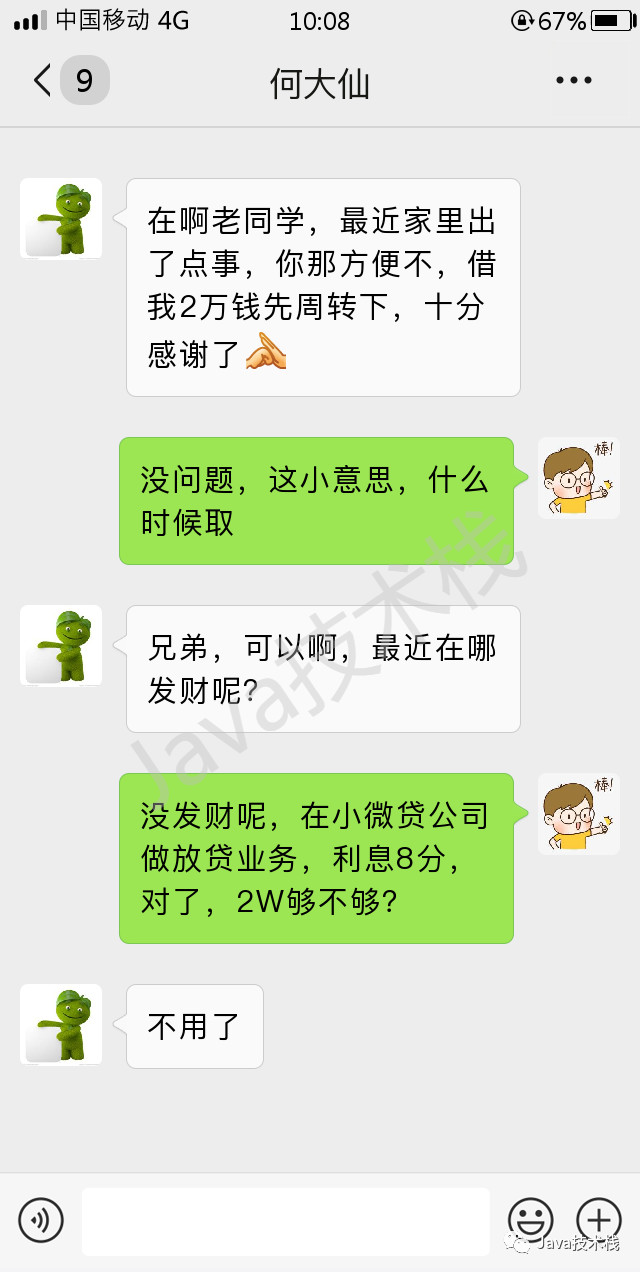 中国移动 4G 10:08 67%
9 何大仙
在啊老同学，最近家里出
了点事，你那方便不，借
我2万钱先周转下，十分
感谢了
没问题，这小意思，什么
时候取
棒!
兄弟，可以啊，最近在哪
发财呢？
没发财呢，在小微贷公司
做放贷业务，利息8分，
对了，2W够不够？
棒!
不用了
Java技术栈
Java技术栈